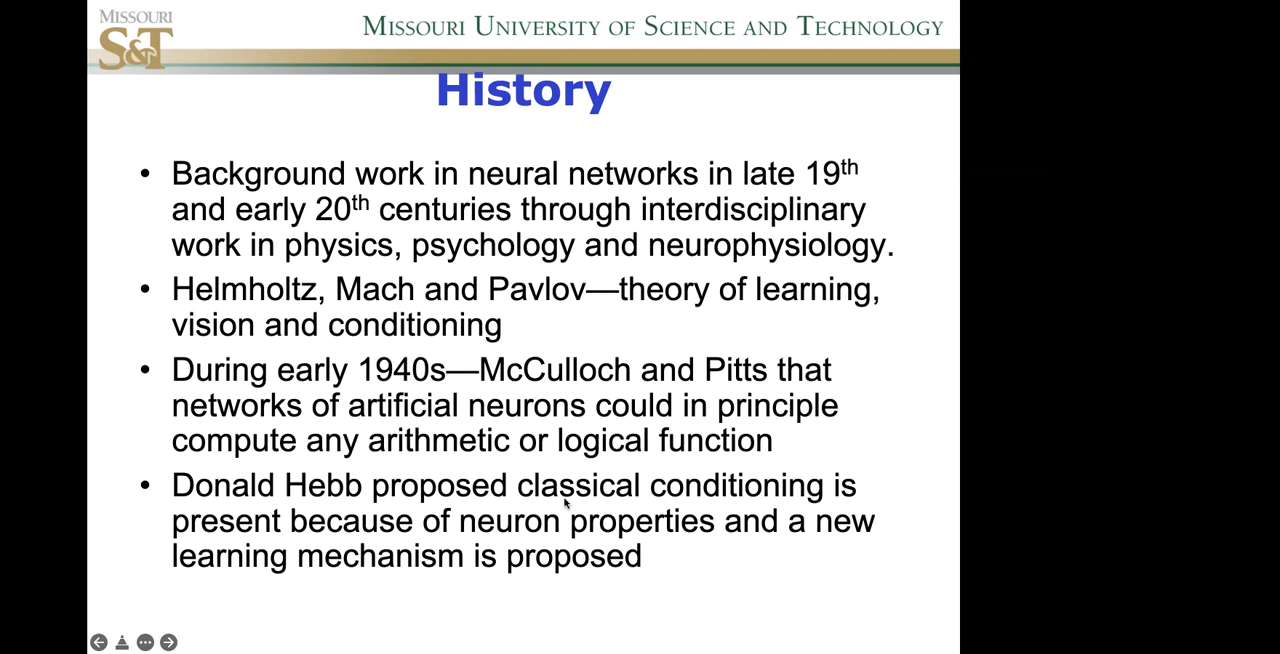 MISSOURI
S&T
MISSOURI UNIVERSITY OF SCIENCE AND TECHNOLOGY
History
• Background work in neural networks in late 19th
and early 20th centuries through interdisciplinary
work in physics, psychology and neurophysiology.
• Helmholtz, Mach and Pavlov—theory of learning,
vision and conditioning
• During early 1940s—McCulloch and Pitts that
networks of artificial neurons could in principle
compute any arithmetic or logical function
• Donald Hebb proposed classical conditioning is
present because of neuron properties and a new
learning mechanism is proposed